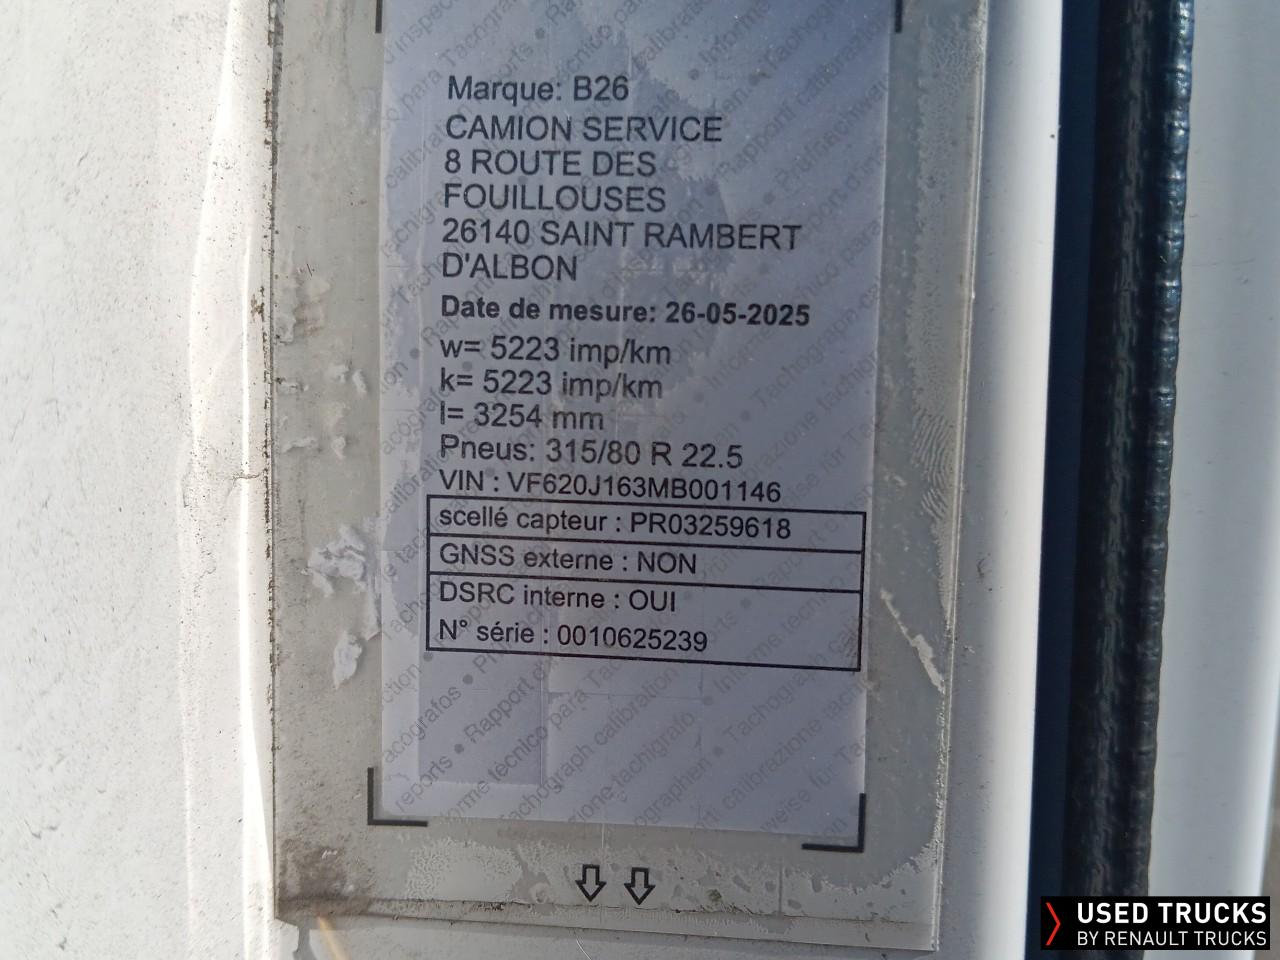 Marque: B26
CAMION SERVICE
8 ROUTE DES
FOUILLOUSES
26140 SAINT RAMBERT
D'ALBON
Date de mesure: 26-05-2025
w= 5223 imp/km
k= 5223 imp/km
l= 3254 mm
Pneus: 315/80 R 22.5
VIN : VF620J163MB001146
scellé capteur : PR03259618
GNSS externe : NON
DSRC interne : OUI
N° série : 0010625239
USED TRUCKS
BY RENAULT TRUCKS